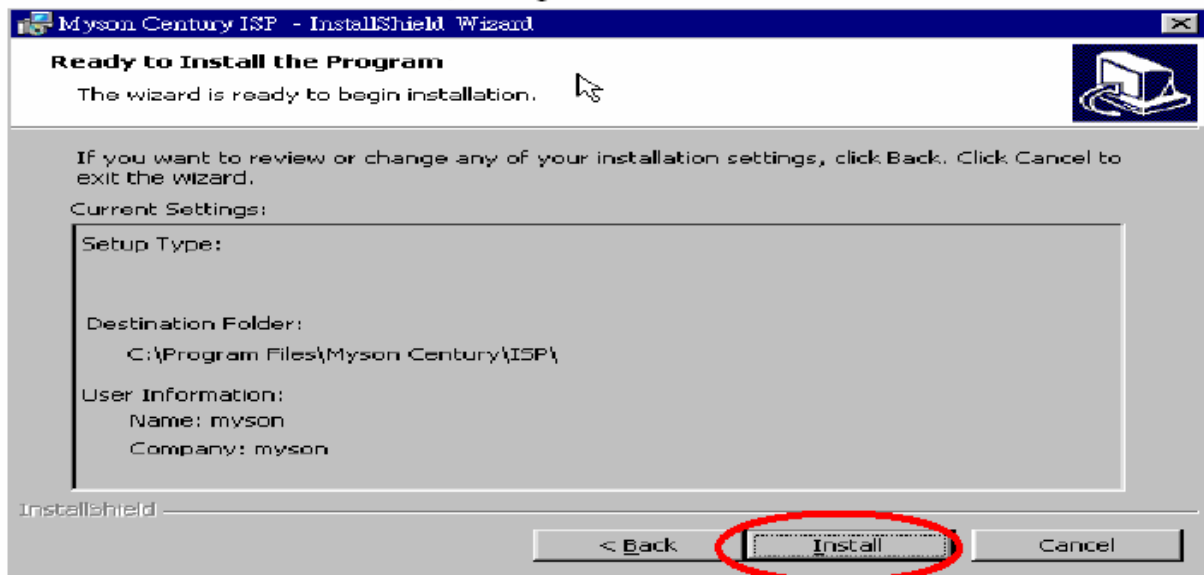 Myson Century ISP - InstallShield Wizard
Ready to Install the Program
The wizard is ready to begin installation.
If you want to review or change any of your installation settings, click Back. Click Cancel to
exit the wizard.
Current Settings:
Setup Type:
Destination Folder:
C:\Program Files\Myson Century\ISP\
User Information:
Name: myson
Company: myson
InstallShield
< Back
Install
Cancel